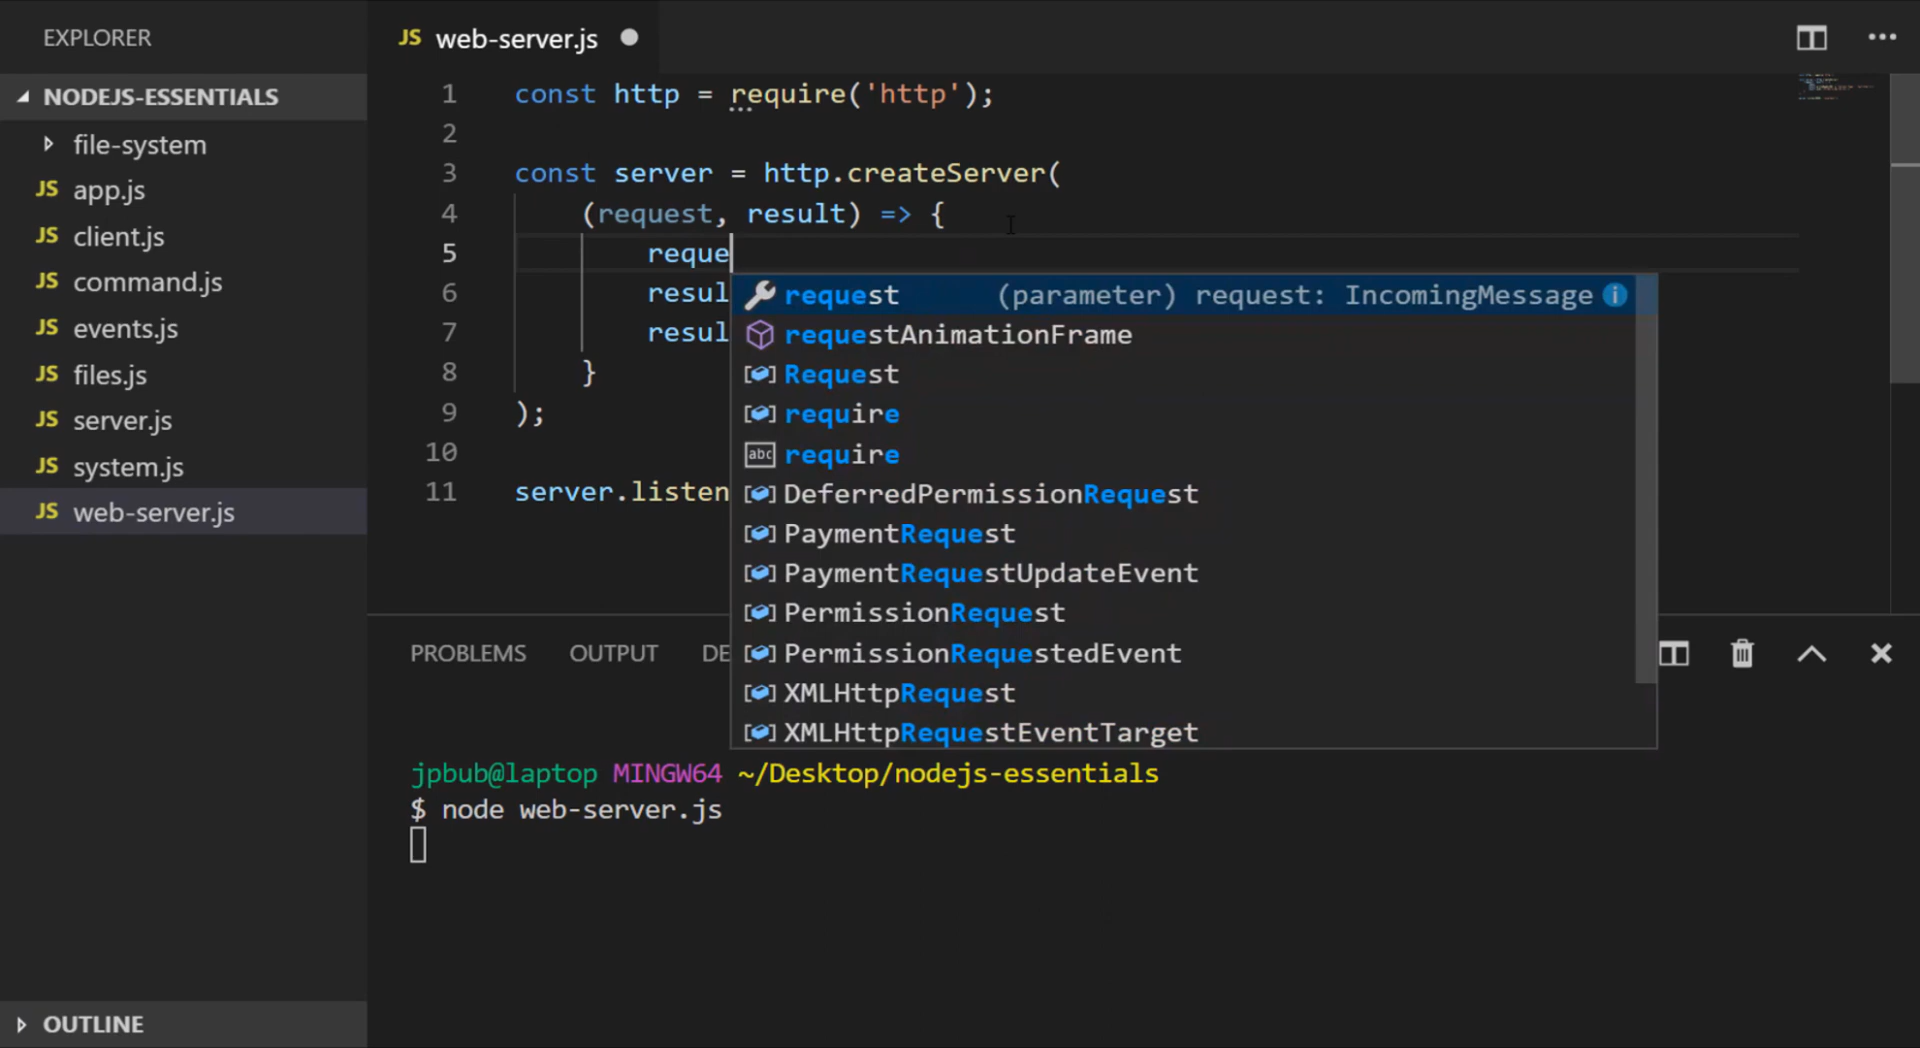 EXPLORER
NODEJS-ESSENTIALS
file-system
JS app.js
JS client.js
JS command.js
JS events.js
JS files.js
JS server.js
JS system.js
JS web-server.js
OUTLINE
JS web-server.js
1 const http = require('http');
2
3 const server = http.createServer(
4 (request, result) => {
5 reque
6 resul
7 resul
8 }
9 );
10
11 server.listen
request (parameter) request: IncomingMessage
requestAnimationFrame
Request
require
abc require
DeferredPermissionRequest
PaymentRequest
PaymentRequestUpdateEvent
PermissionRequest
PermissionRequestedEvent
XMLHttpRequest
XMLHttpRequestEventTarget
PROBLEMS OUTPUT DE
jpbub@laptop MINGW64 ~/Desktop/nodejs-essentials
$ node web-server.js